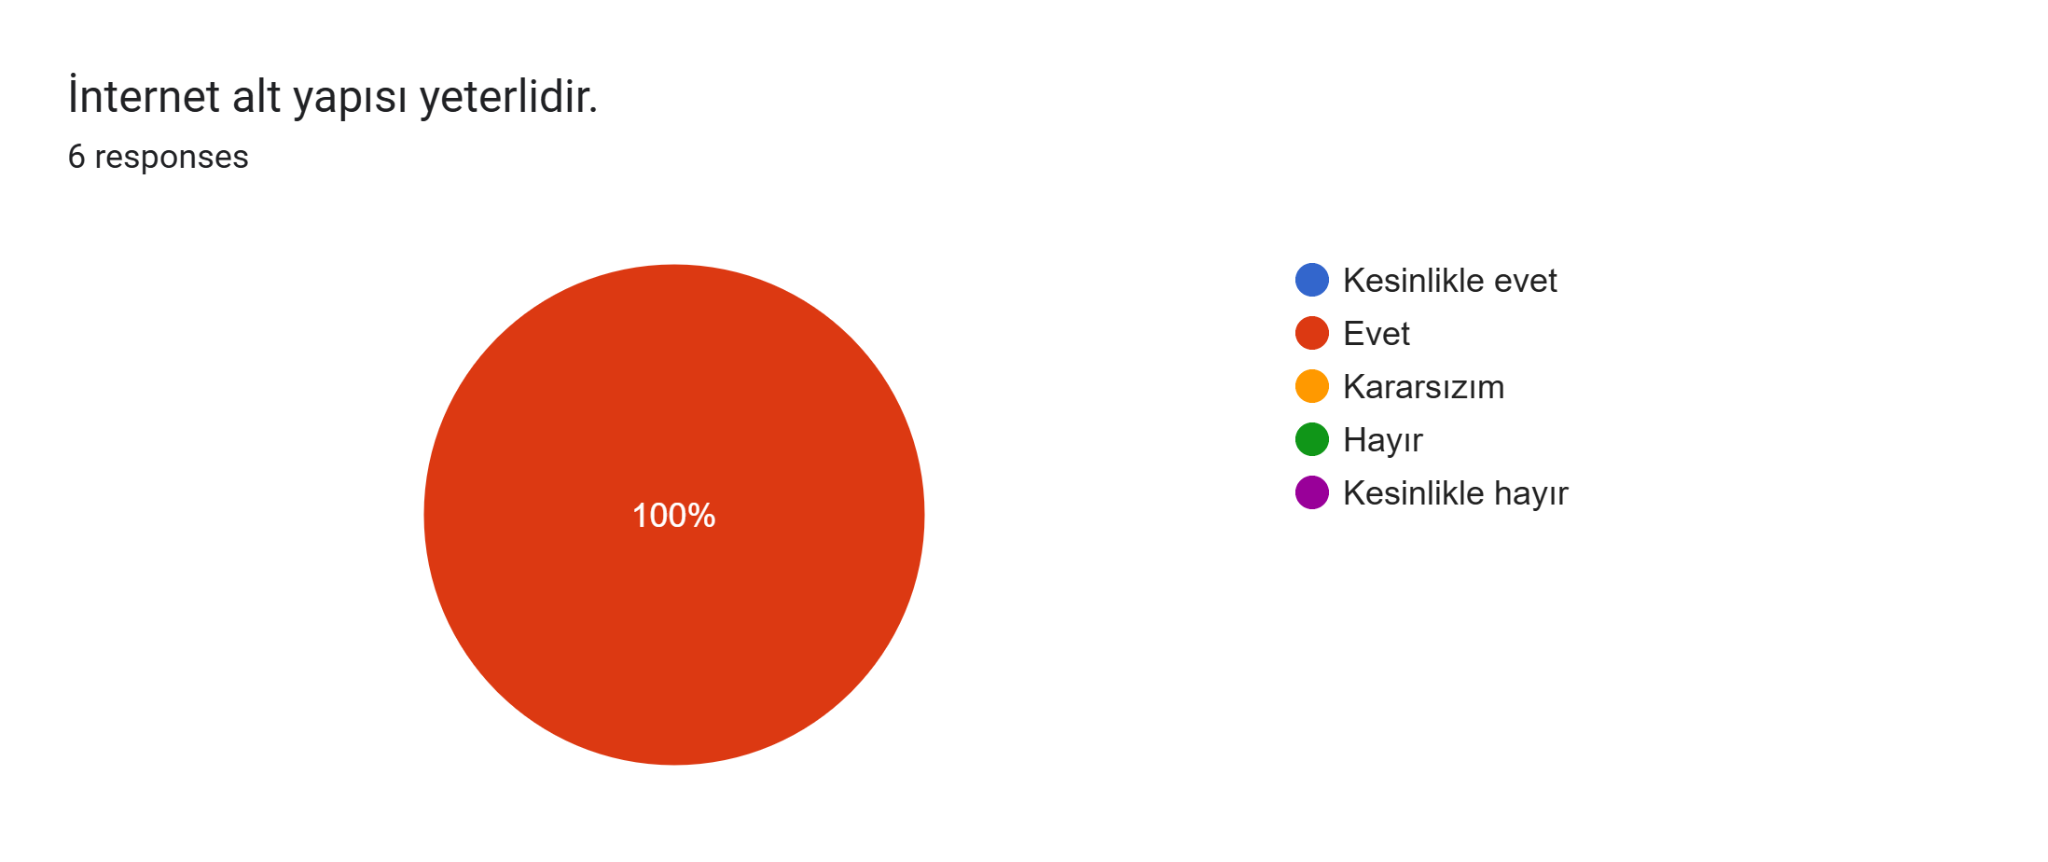 İnternet alt yapısı yeterlidir.
6 responses
100%
Kesinlikle evet
Evet
Kararsızım
Hayır
Kesinlikle hayır